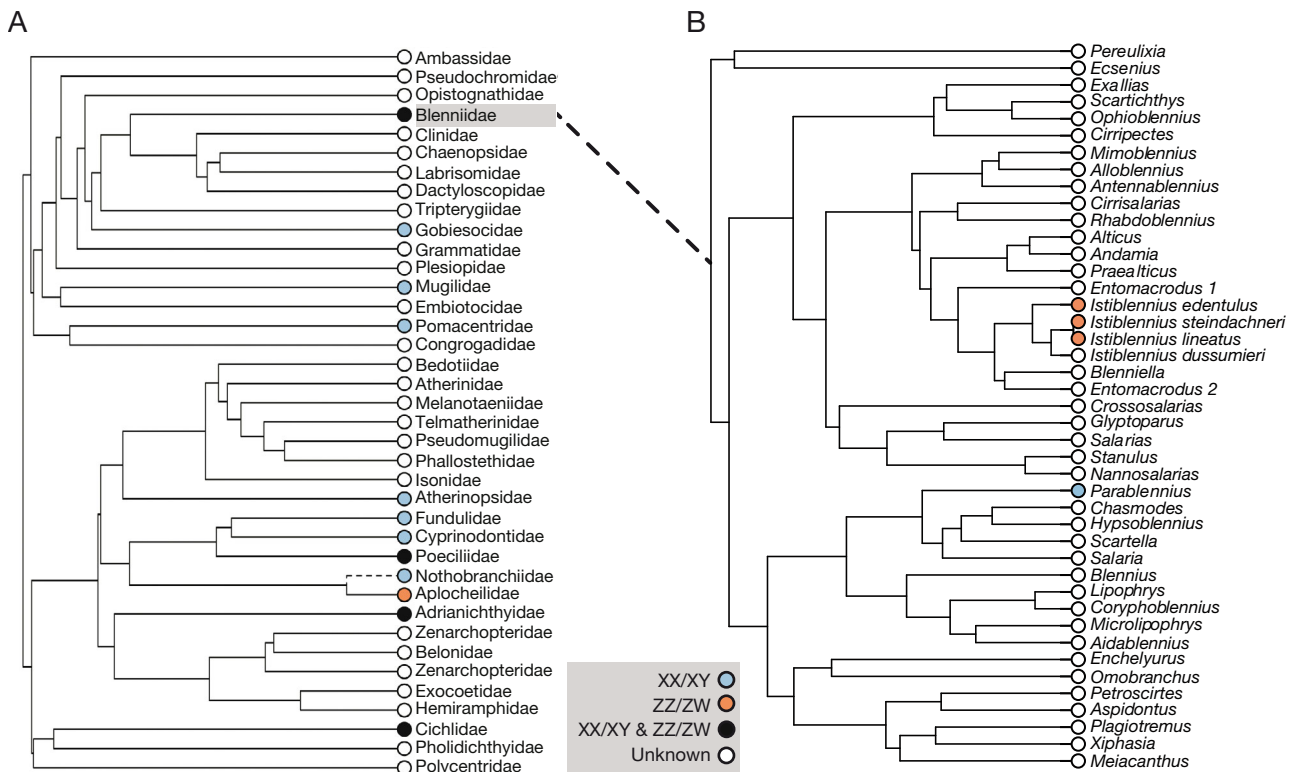 A
Ambassidae
Pseudochromidae
Opistognathidae
Blenniidae
Clinidae
Chaenopsidae
Labrisomidae
Dactyloscopidae
Tripterygiidae
Gobiesocidae
Grammatidae
Plesiopidae
Mugilidae
Embiotocidae
Pomacentridae
Congrogadidae
Bedotiidae
Atherinidae
Melanotaeniidae
Telmatherinidae
Pseudomugilidae
Phallostethidae
Isonidae
Atherinopsidae
Fundulidae
Cyprinodontidae
Poeciliidae
Nothobranchiidae
Aplocheilidae
Adrianichthyidae
Zenarchopteridae
Belonidae
Zenarchopteridae
Exocoetidae
Hemiramphidae
Cichlidae
Pholidichthyidae
Polycentridae
XX/XY
ZZ/ZW
XX/XY & ZZ/ZW
Unknown
B
Pereulixia
Ecsenius
Exallias
Scartichthys
Ophioblennius
Cirripectes
Mimoblennius
Alloblennius
Antennablennius
Cirrisalarias
Rhabdoblennius
Alticus
Andamia
Praealticus
Entomacrodus 1
Istiblennius edentulus
Istiblennius steindachneri
Istiblennius lineatus
Istiblennius dussumieri
Blenniella
Entomacrodus 2
Crossosalarias
Glyptoparus
Salarias
Stanulus
Nannosalarias
Parablennius
Chasmodes
Hypsoblennius
Scartella
Salaria
Blennius
Lipophrys
Coryphoblennius
Microlipophrys
Aidablennius
Enchelyurus
Omobranchus
Petroscirtes
Aspidontus
Plagiotremus
Xiphasia
Meiacanthus